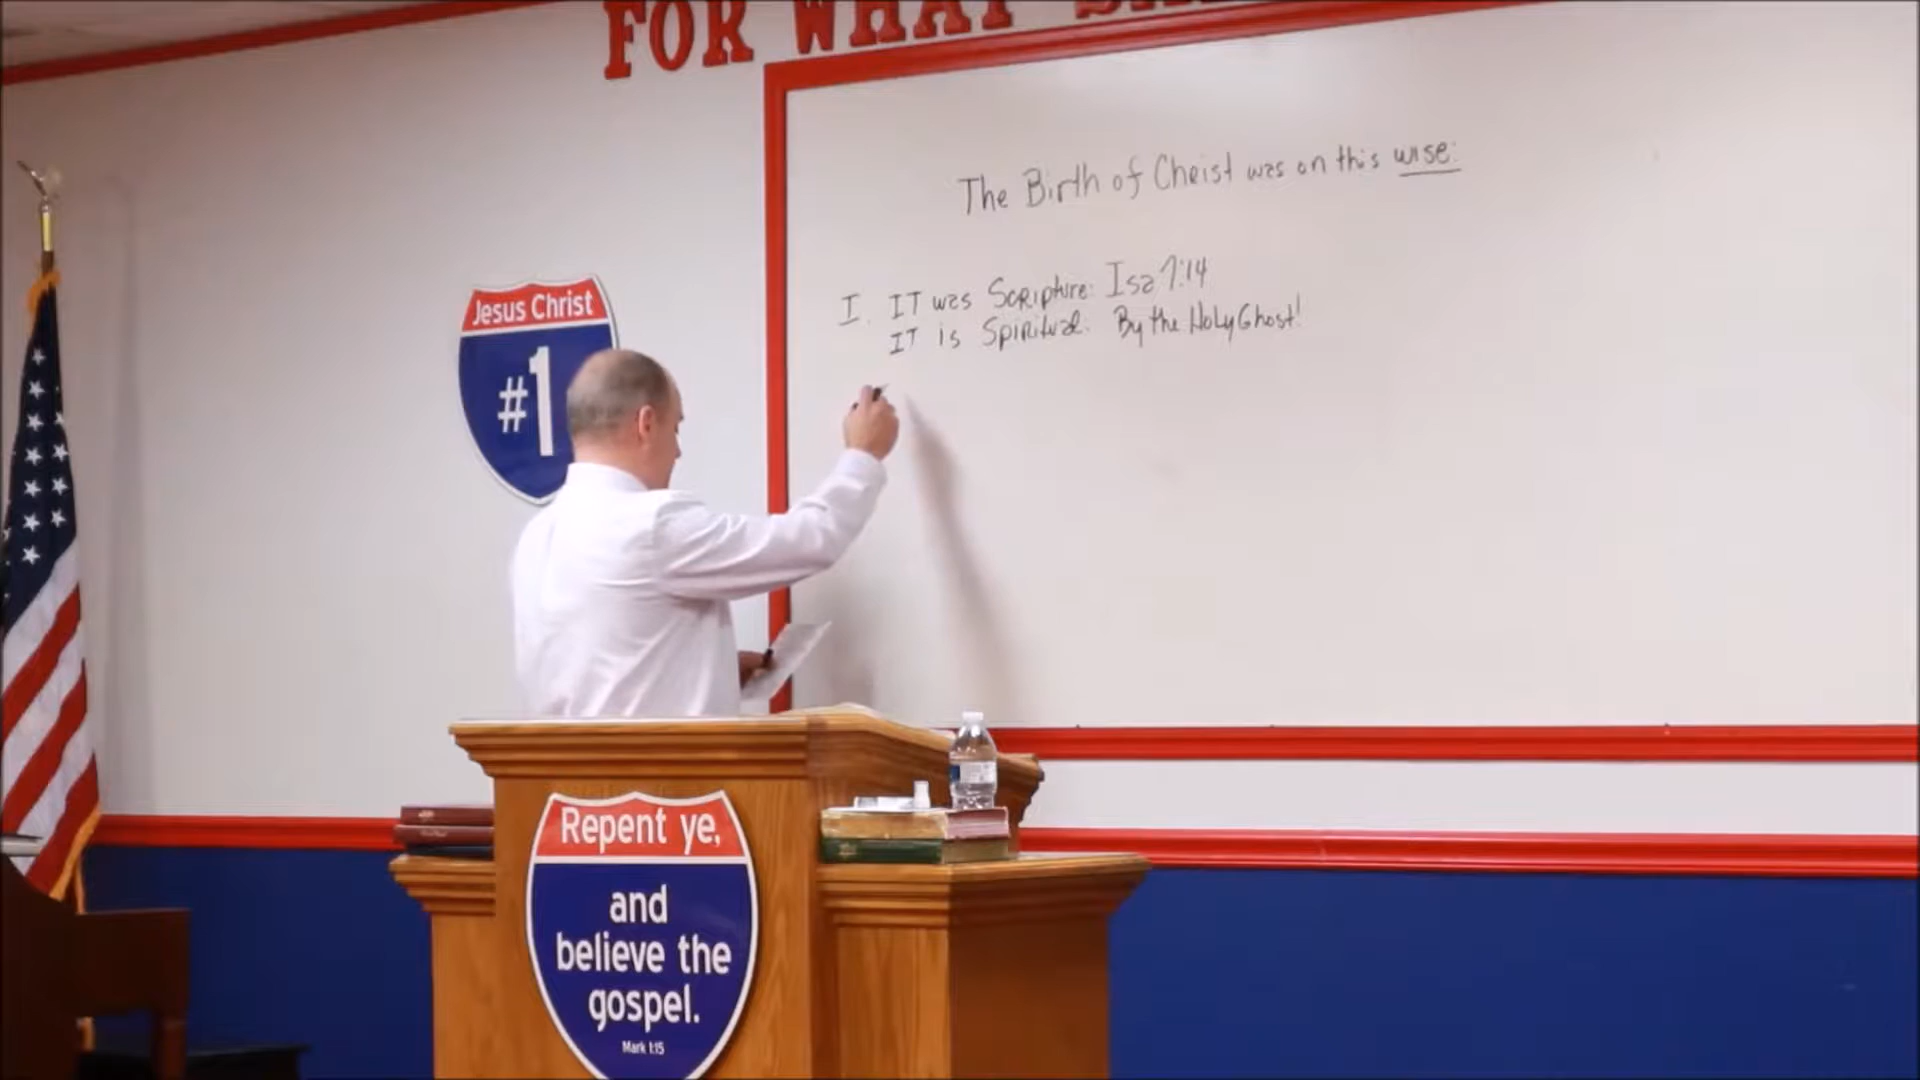 FOR WHAT
The Birth of Christ was on this wise:
I. IT was Scripture: Isa 7:14
IT is Spiritual: By the Holy Ghost!
Jesus Christ
#1
Repent ye,
and
believe the
gospel.
Mark 1:15